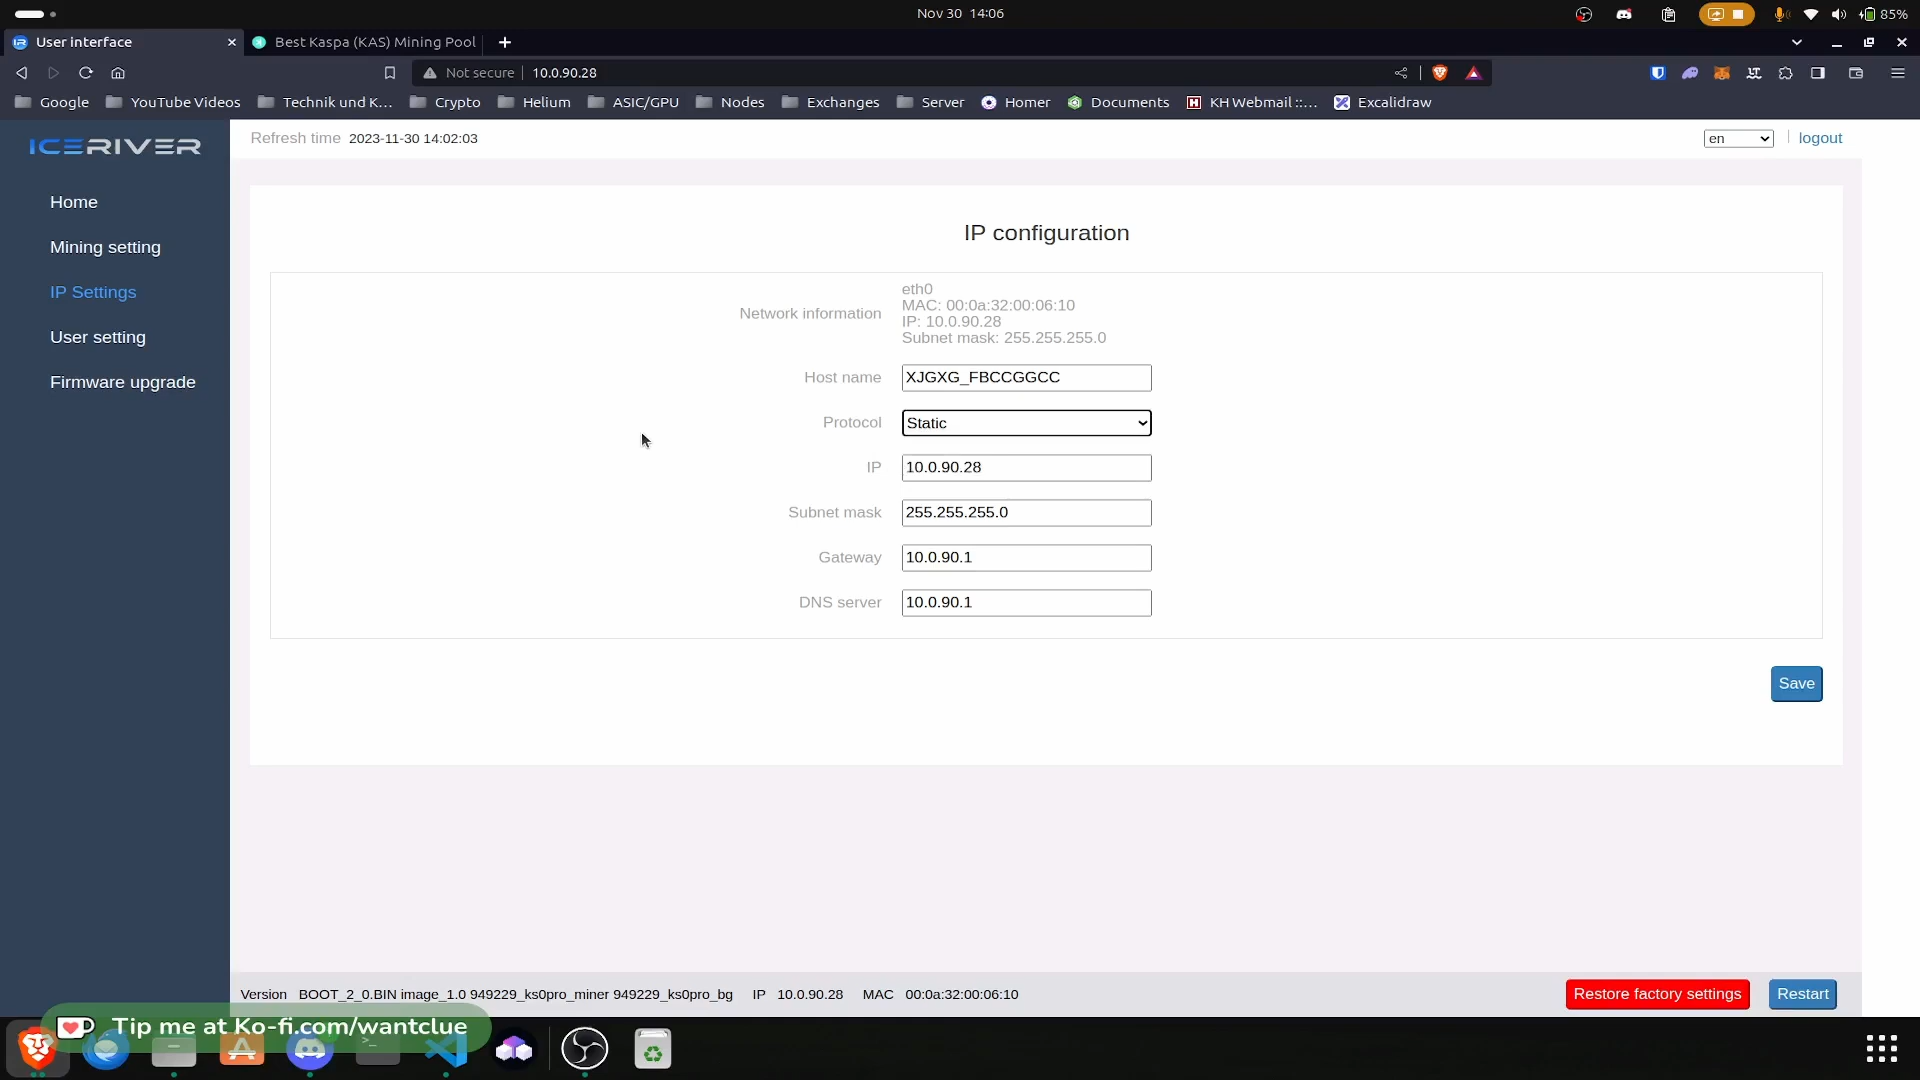 Nov 30 14:06
85%
User interface
Best Kaspa (KAS) Mining Pool
Not secure
10.0.90.28
Google
YouTube Videos
Technik und K...
Crypto
Helium
ASIC/GPU
Nodes
Exchanges
Server
Homer
Documents
KH Webmail ::...
Excalidraw
ICERIVER
Refresh time 2023-11-30 14:02:03
en
logout
Home
Mining setting
IP Settings
User setting
Firmware upgrade
IP configuration
Network information
eth0
MAC: 00:0a:32:00:06:10
IP: 10.0.90.28
Subnet mask: 255.255.255.0
Host name XJGXG_FBCCGGCC
Protocol Static
IP 10.0.90.28
Subnet mask 255.255.255.0
Gateway 10.0.90.1
DNS server 10.0.90.1
Save
Version BOOT_2_0.BIN image_1.0 949229_ks0pro_miner 949229_ks0pro_bg IP 10.0.90.28 MAC 00:0a:32:00:06:10
Restore factory settings
Restart
Tip me at Ko-fi.com/wantclue